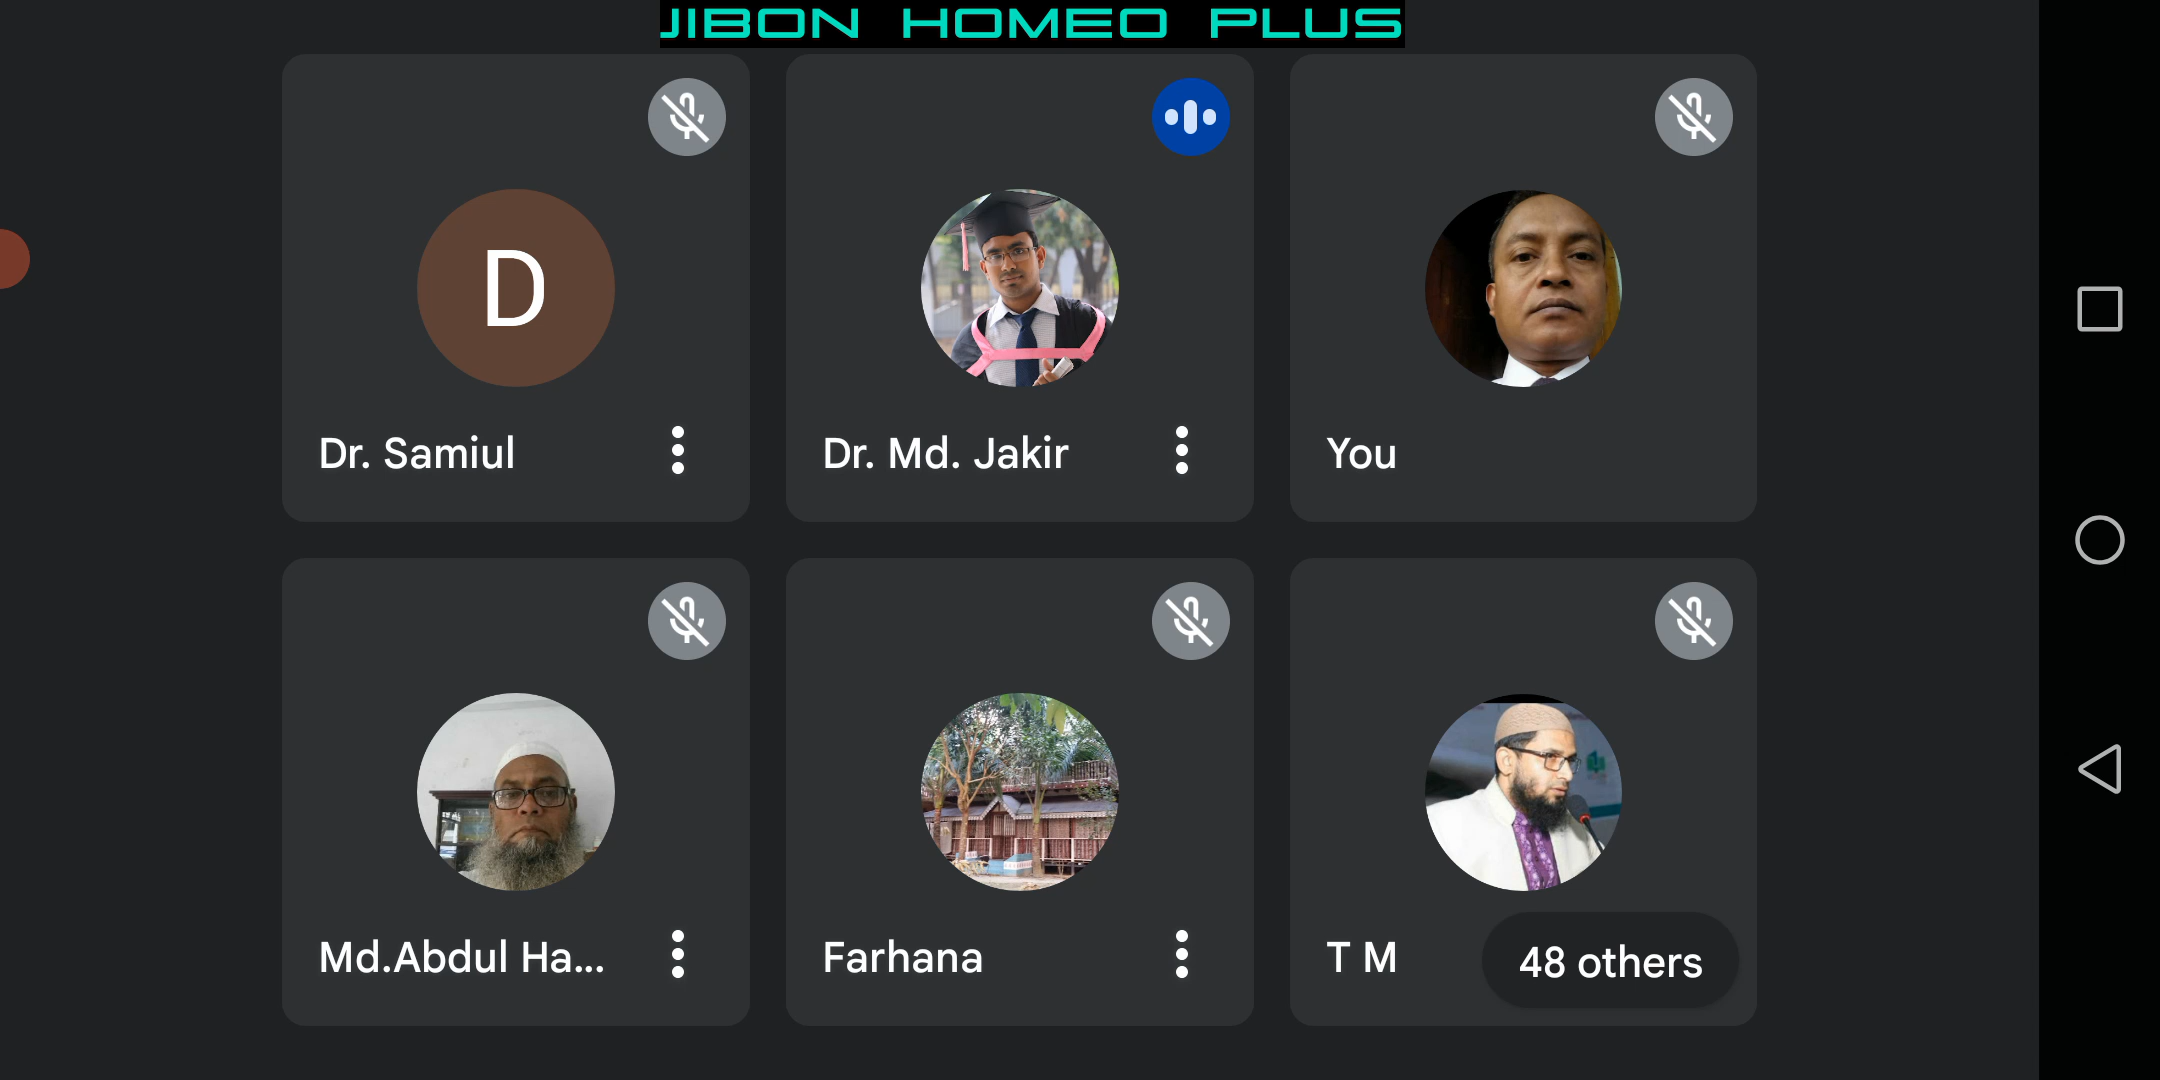 JIBON HOMEO PLUS
D
Dr. Samiul
Dr. Md. Jakir
You
Md.Abdul Ha...
Farhana
T M
48 others